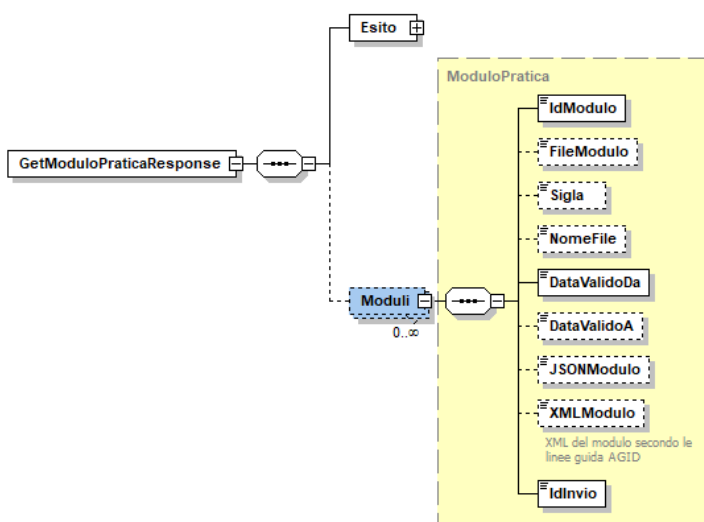 Esito
ModuloPratica
IdModulo
GetModuloPraticaResponse
FileModulo
Sigla
NomeFile
DataValidoDa
Moduli
0..∞
DataValidoA
JSONModulo
XMLModulo
XML del modulo secondo le
linee guida AGID
IdInvio